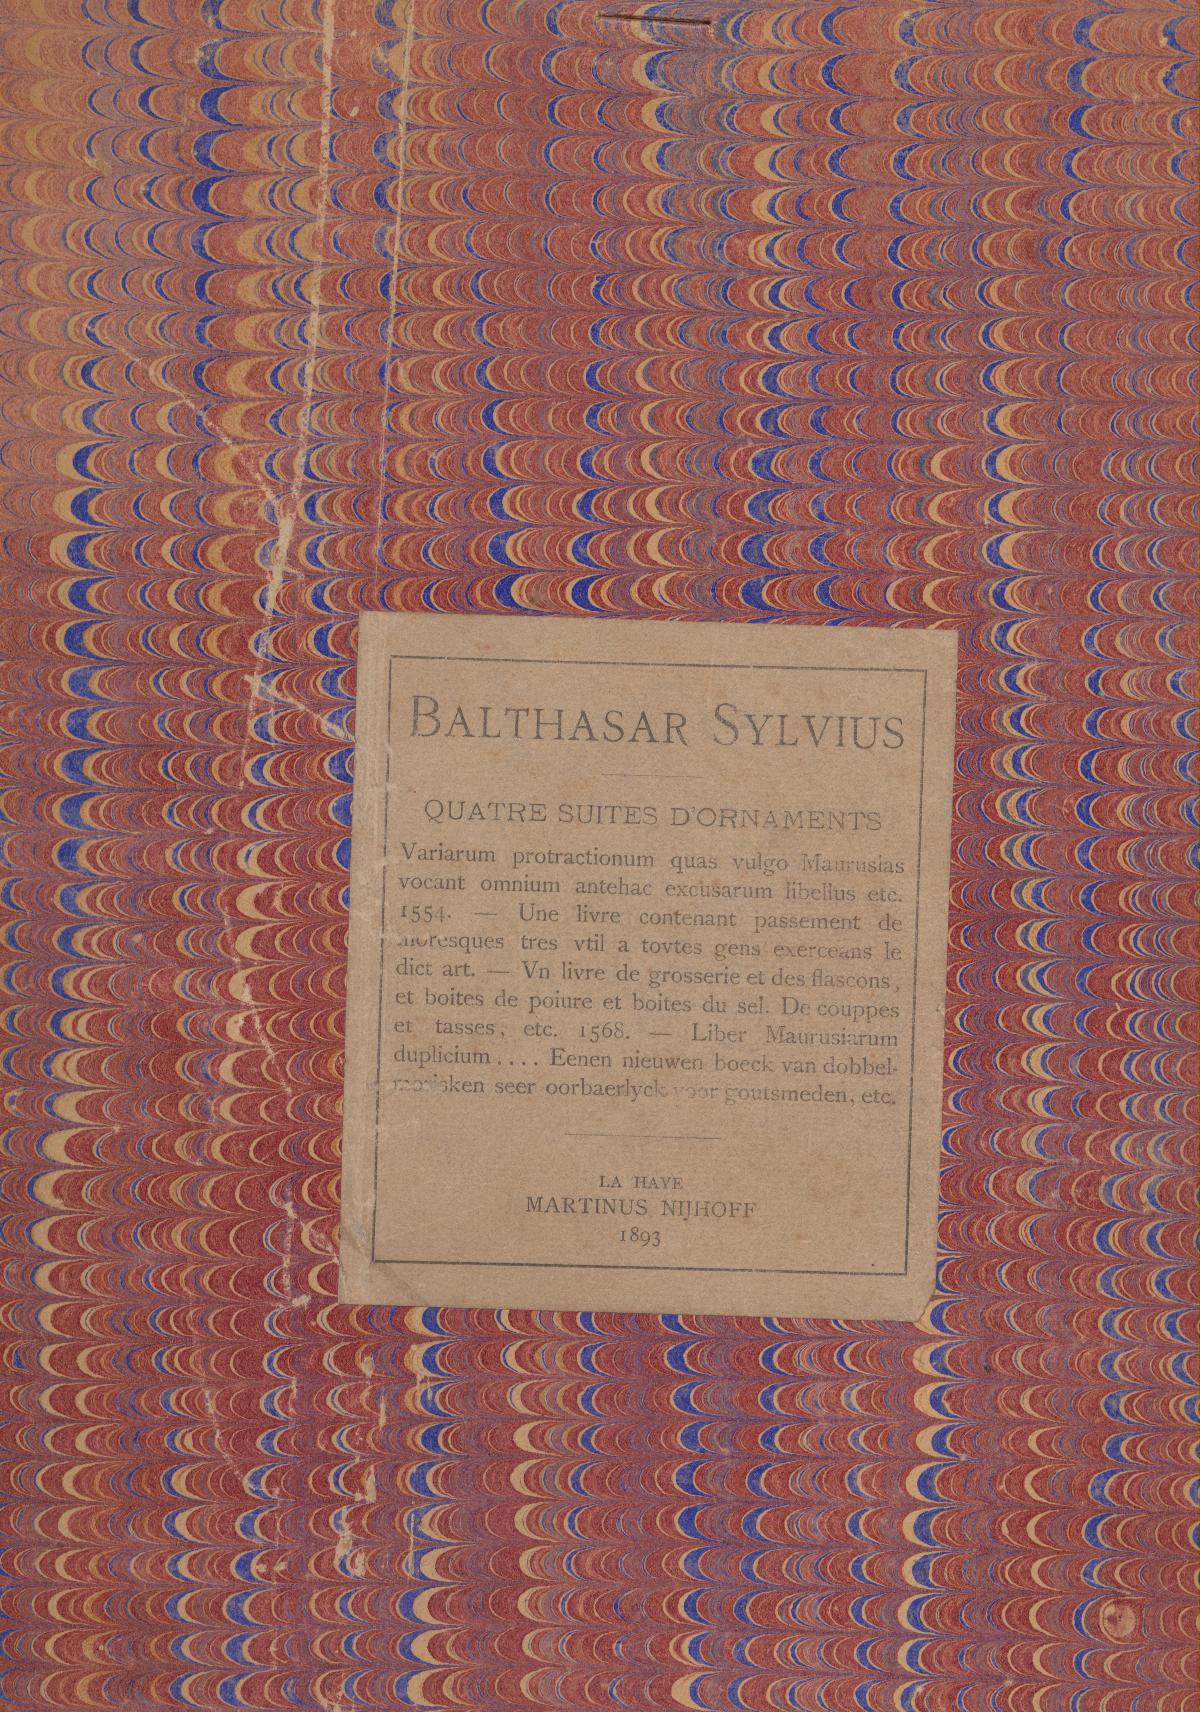 BALTHASAR SYLVIUS
QUATRE SUITES D'ORNAMENTS
Variarum protractionum quas vulgo Maurusias
vocant omnium antehac excusarum libellus etc.
1554. — Une livre contenant passement de
moresques tres vtil a tovtes gens exerceans le
dict art. — Vn livre de grosserie et des flascons,
et boites de poiure et boites du sel. De couppes
et tasses, etc. 1568. — Liber Maurusiarum
duplicium .... Eenen nieuwen boeck van dobbel-
morisken seer oorbaerlyck voor goutsmeden, etc.
LA HAYE
MARTINUS NIJHOFF
1893